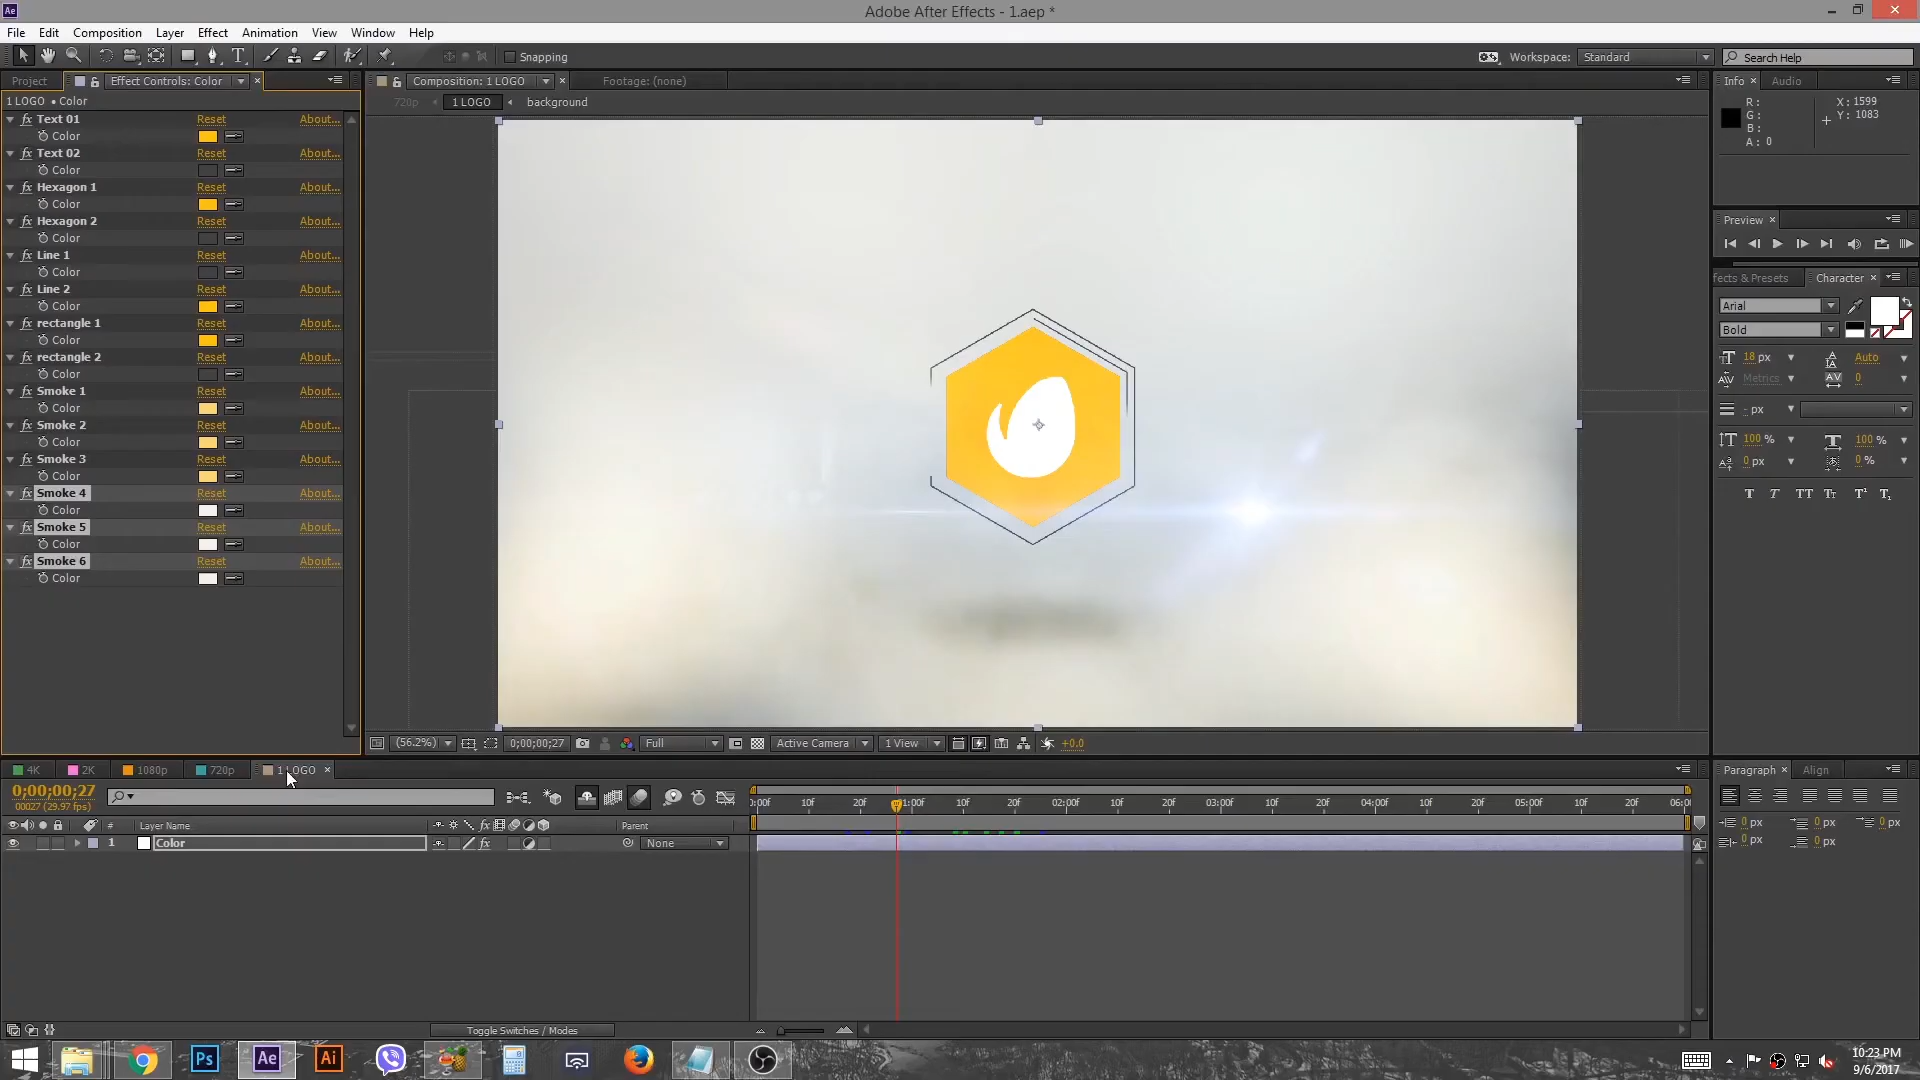 Ae
Adobe After Effects - 1.aep *
File Edit Composition Layer Effect Animation View Window Help
Snapping
Workspace: Standard
Search Help
Project Effect Controls: Color
Composition: 1 LOGO
Footage: (none)
Info
Audio
1 LOGO • Color
720p 1 LOGO background
R:
G:
B:
A: 0
X: 1599
Y: 1083
fx Text 01 Reset About...
Color
fx Text 02 Reset About...
Color
fx Hexagon 1 Reset About...
Color
fx Hexagon 2 Reset About...
Color
fx Line 1 Reset About...
Color
fx Line 2 Reset About...
Color
fx rectangle 1 Reset About...
Color
fx rectangle 2 Reset About...
Color
fx Smoke 1 Reset About...
Color
fx Smoke 2 Reset About...
Color
fx Smoke 3 Reset About...
Color
fx Smoke 4 Reset About...
Color
fx Smoke 5 Reset About...
Color
fx Smoke 6 Reset About...
Color
Preview
fects & Presets Character
Arial
Bold
18 px Auto
Metrics 0
- px
100 % 100 %
0 px 0 %
T T TT Tt T¹ T₁
(56.2%) 0;00;00;27 Full Active Camera 1 View +0.0
4K 2K 1080p 720p 1 LOGO
Paragraph Align
0;00;00;27
00027 (29.97 fps)
0:00f 10f 20f 01:00f 10f 20f 02:00f 10f 20f 03:00f 10f 20f 04:00f 10f 20f 05:00f 10f 20f 06:0
# Layer Name fx Parent
1 Color fx None
0 px 0 px 0 px
0 px 0 px
Toggle Switches / Modes
Ps Ae Ai
10:23 PM
9/6/2017